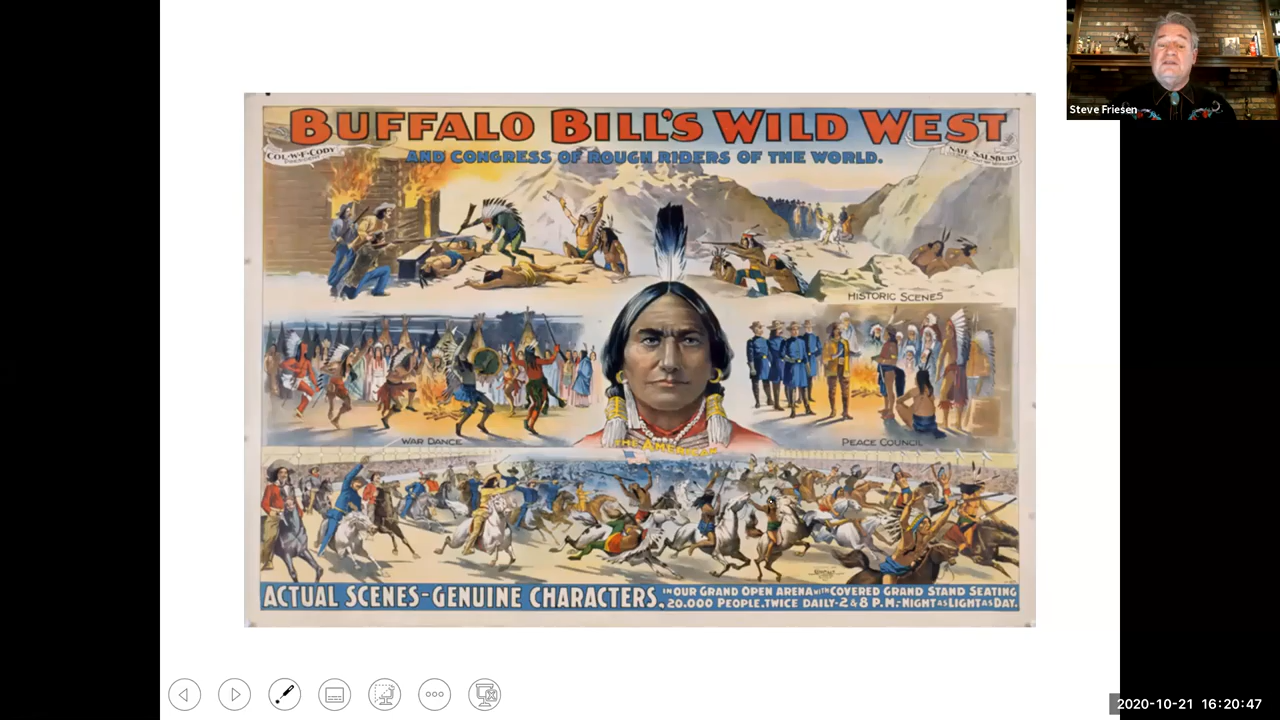 BUFFALO BILL'S WILD WEST
COL. W. F. CODY
NATE SALSBURY
AND CONGRESS OF ROUGH RIDERS OF THE WORLD.
HISTORIC SCENES
WAR DANCE
PEACE COUNCIL
THE AMERICAN
ACTUAL SCENES-GENUINE CHARACTERS,
IN OUR GRAND OPEN ARENA WITH COVERED GRAND STAND SEATING
20.000 PEOPLE, TWICE DAILY-2 & 8 P.M.-NIGHT AS LIGHT AS DAY.
Steve Friesen
2020-10-21 16:20:47